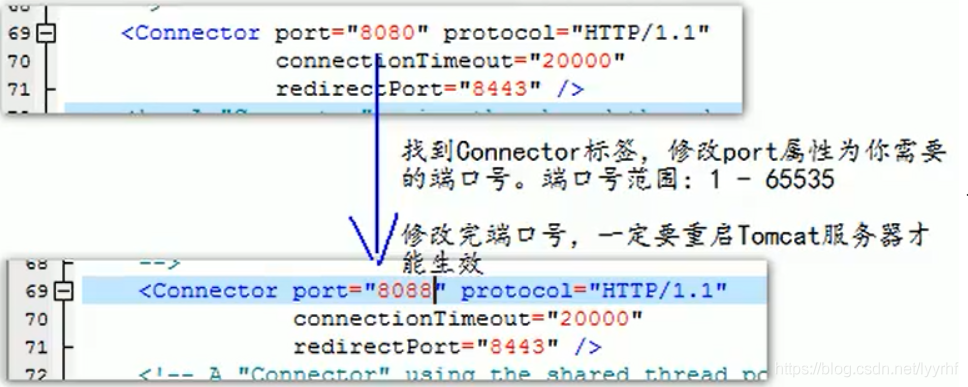 69 <Connector port="8080" protocol="HTTP/1.1"
70 connectionTimeout="20000"
71 redirectPort="8443" />
找到Connector标签，修改port属性为你需要
的端口号。端口号范围：1 - 65535
修改完端口号，一定要重启Tomcat服务器才
能生效
68 -->
69 <Connector port="8088" protocol="HTTP/1.1"
70 connectionTimeout="20000"
71 redirectPort="8443" />
72 <!-- A "Connector" using the shared thread po
https://blog.csdn.net/lyyrhf